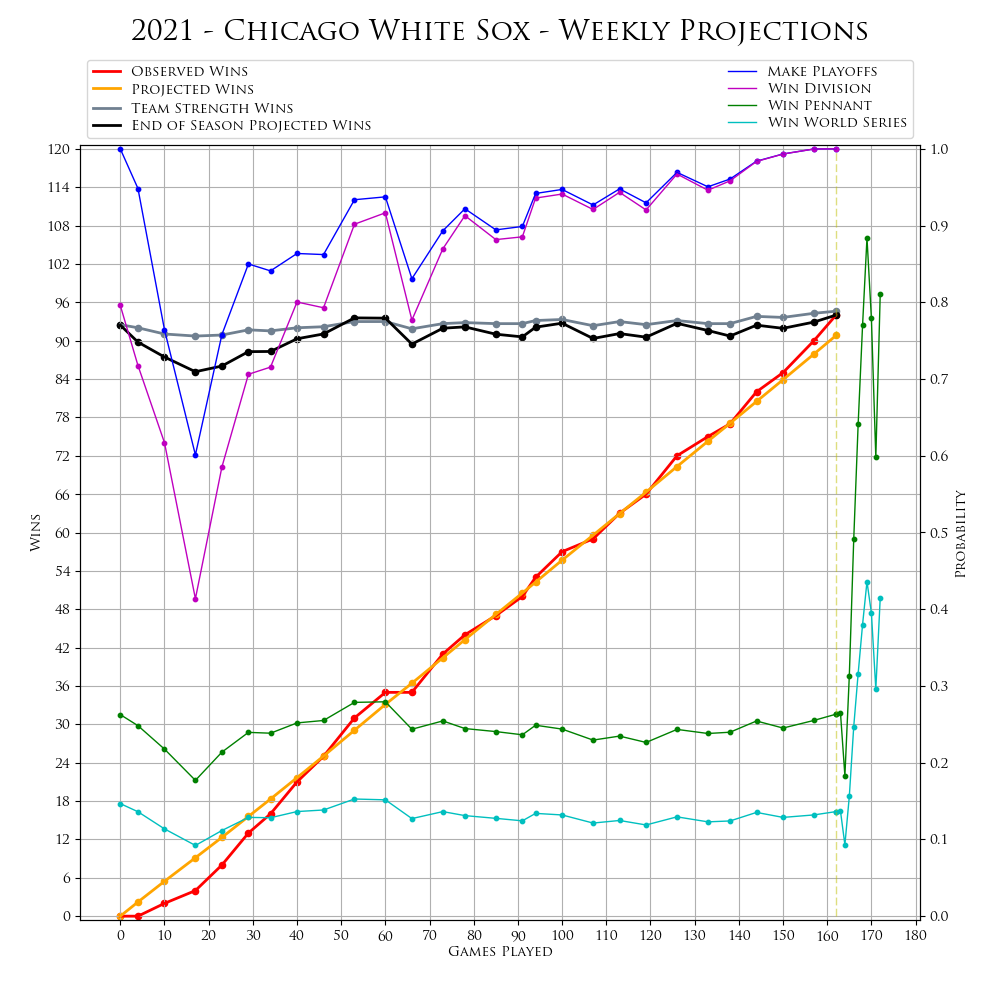 2021 - Chicago White Sox - Weekly Projections
Observed Wins
Projected Wins
Team Strength Wins
End of Season Projected Wins
Make Playoffs
Win Division
Win Pennant
Win World Series
120
114
108
102
96
90
84
78
72
66
60
54
48
42
36
30
24
18
12
6
0
Wins
1.0
0.9
0.8
0.7
0.6
0.5
0.4
0.3
0.2
0.1
0.0
Probability
0 10 20 30 40 50 60 70 80 90 100 110 120 130 140 150 160 170 180
Games Played